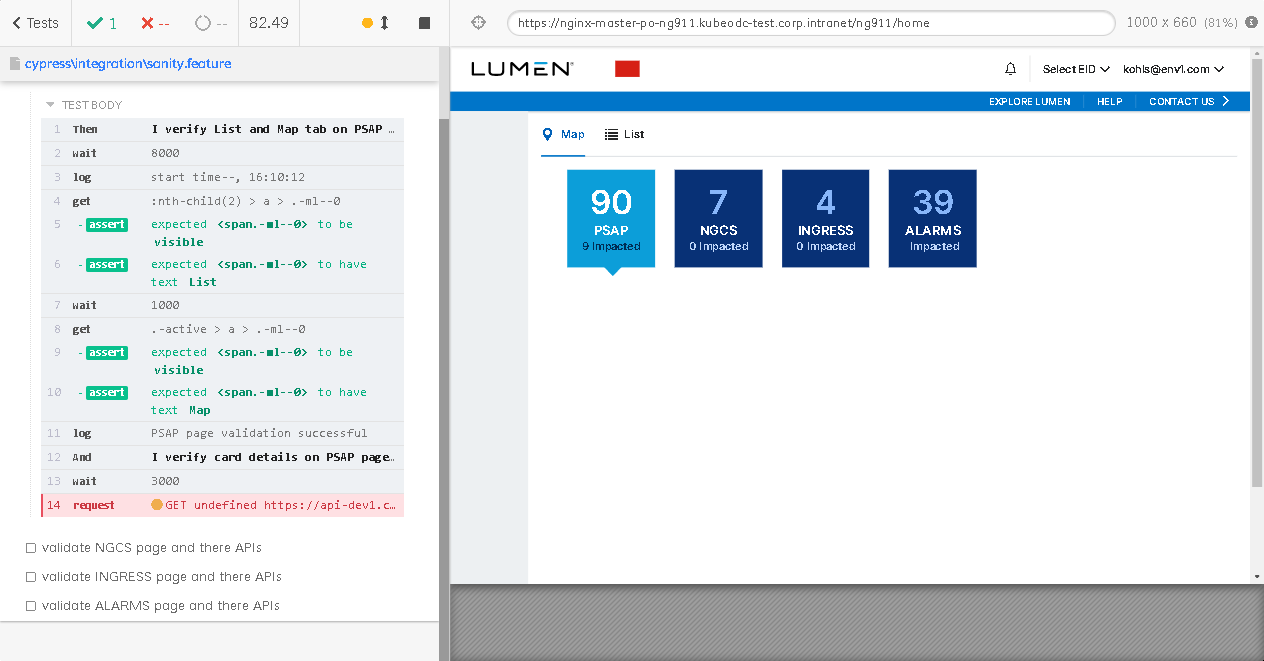 Tests
1
--
--
82.49
https://nginx-master-po-ng911.kubeodc-test.corp.intranet/ng911/home
1000 x 660 (81%)
cypress\integration\sanity.feature
TEST BODY
1 Then I verify List and Map tab on PSAP …
2 wait 8000
3 log start time--, 16:10:12
4 get :nth-child(2) > a > .-ml--0
5 - assert expected <span.-ml--0> to be
visible
6 - assert expected <span.-ml--0> to have
text List
7 wait 1000
8 get .-active > a > .-ml--0
9 - assert expected <span.-ml--0> to be
visible
10 - assert expected <span.-ml--0> to have
text Map
11 log PSAP page validation successful
12 And I verify card details on PSAP page…
13 wait 3000
14 request GET undefined https://api-dev1.c…
validate NGCS page and there APIs
validate INGRESS page and there APIs
validate ALARMS page and there APIs
LUMEN
Select EID
kohls@env1.com
EXPLORE LUMEN
HELP
CONTACT US
Map
List
90
PSAP
9 Impacted
7
NGCS
0 Impacted
4
INGRESS
0 Impacted
39
ALARMS
Impacted